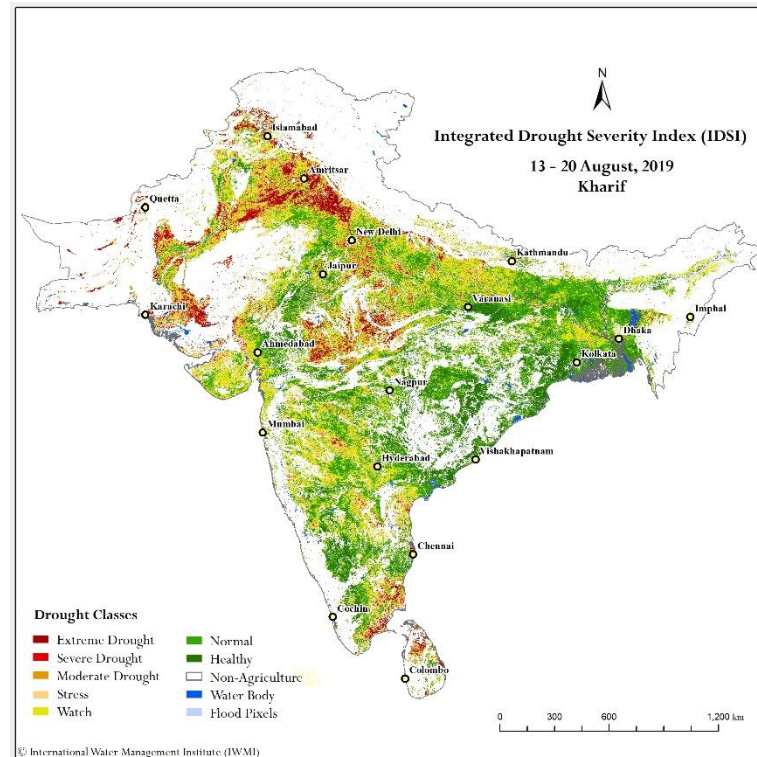 N
Integrated Drought Severity Index (IDSI)
13 - 20 August, 2019
Kharif
Islamabad
Amritsar
Quetta
New Delhi
Kathmandu
Jaipur
Karachi
Varanasi
Imphal
Dhaka
Ahmedabad
Kolkata
Nagpur
Mumbai
Hyderabad
Vishakhapatnam
Chennai
Cochin
Colombo
Drought Classes
Extreme Drought
Severe Drought
Moderate Drought
Stress
Watch
Normal
Healthy
Non-Agriculture
Water Body
Flood Pixels
0 300 600 1,200 km
© International Water Management Institute (IWMI)